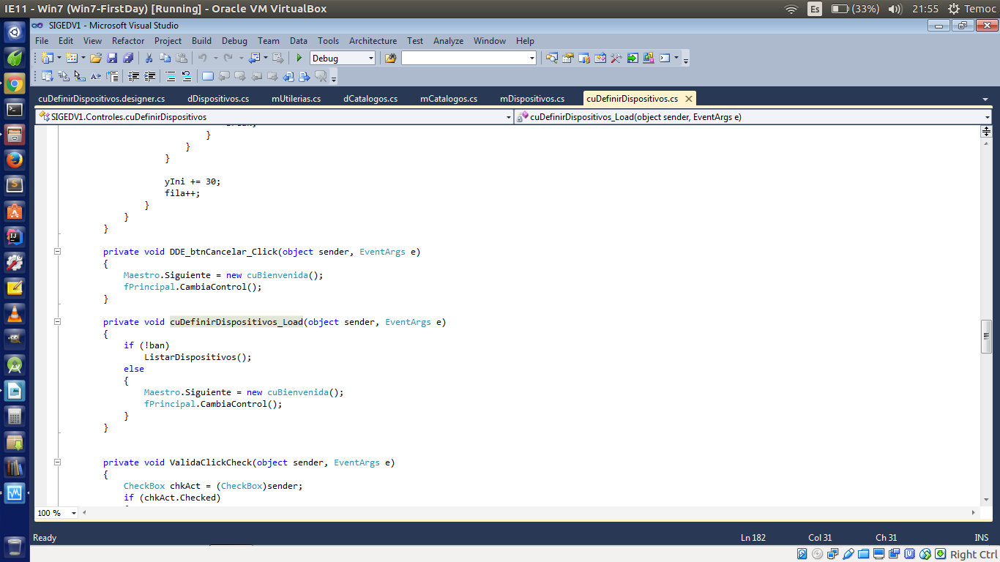 IE11 - Win7 (Win7-FirstDay) [Running] - Oracle VM VirtualBox
Es (33%) 21:55 Temoc
SIGEDV1 - Microsoft Visual Studio
File Edit View Refactor Project Build Debug Team Data Tools Architecture Test Analyze Window Help
Debug
cuDefinirDispositivos.designer.cs dDispositivos.cs mUtilerias.cs dCatalogos.cs mCatalogos.cs mDispositivos.cs cuDefinirDispositivos.cs
SIGEDV1.Controles.cuDefinirDispositivos cuDefinirDispositivos_Load(object sender, EventArgs e)
}
}
}
yIni += 30;
fila++;
}
}
}
private void DDE_btnCancelar_Click(object sender, EventArgs e)
{
Maestro.Siguiente = new cuBienvenida();
fPrincipal.CambiaControl();
}
private void cuDefinirDispositivos_Load(object sender, EventArgs e)
{
if (!ban)
ListarDispositivos();
else
{
Maestro.Siguiente = new cuBienvenida();
fPrincipal.CambiaControl();
}
}
private void ValidaClickCheck(object sender, EventArgs e)
{
CheckBox chkAct = (CheckBox)sender;
if (chkAct.Checked)
100 %
Ready Ln 182 Col 31 Ch 31 INS
Right Ctrl